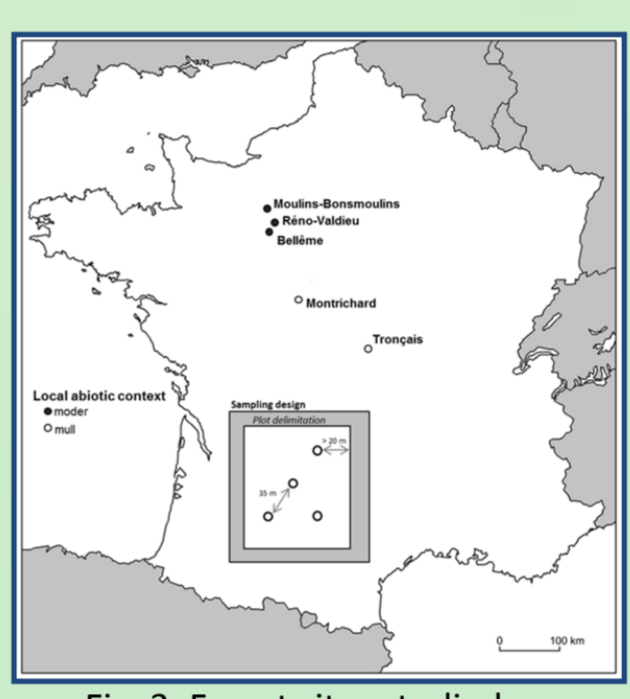 Moulins-Bonsmoulins
Réno-Valdieu
Bellême
Montrichard
Tronçais
Local abiotic context
moder
mull
Sampling design
Plot delimitation
> 20 m
35 m
0 100 km